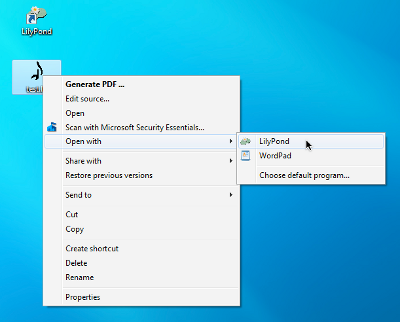 LilyPond
Generate PDF ...
Edit source...
Open
Scan with Microsoft Security Essentials...
Open with
LilyPond
WordPad
Choose default program...
Share with
Restore previous versions
Send to
Cut
Copy
Create shortcut
Delete
Rename
Properties